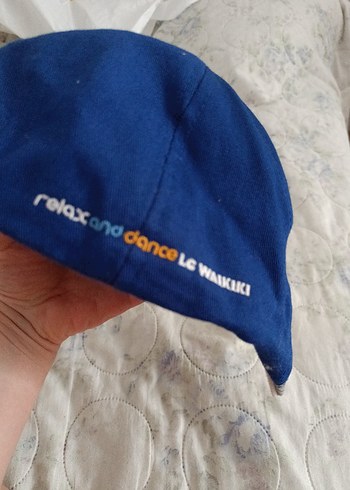 relax and dance LC WAIKIKI